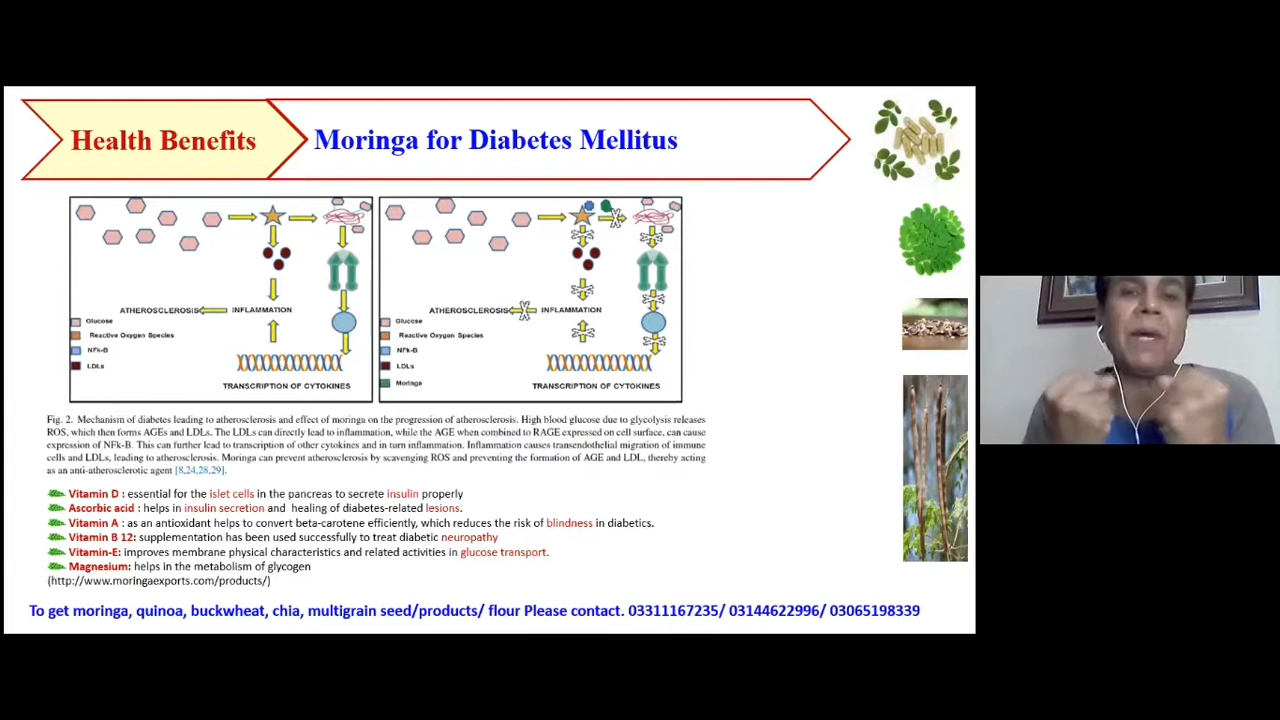 Health Benefits
Moringa for Diabetes Mellitus
ATHEROSCLEROSIS
INFLAMMATION
Glucose
Reactive Oxygen Species
NFk-B
LDLs
TRANSCRIPTION OF CYTOKINES
ATHEROSCLEROSIS
INFLAMMATION
Glucose
Reactive Oxygen Species
NFk-B
LDLs
Moringa
TRANSCRIPTION OF CYTOKINES
Fig. 2. Mechanism of diabetes leading to atherosclerosis and effect of moringa on the progression of atherosclerosis. High blood glucose due to glycolysis releases
ROS, which then forms AGEs and LDLs. The LDLs can directly lead to inflammation, while the AGE when combined to RAGE expressed on cell surface, can cause
expression of NFk-B. This can further lead to transcription of other cytokines and in turn inflammation. Inflammation causes transendothelial migration of immune
cells and LDLs, leading to atherosclerosis. Moringa can prevent atherosclerosis by scavenging ROS and preventing the formation of AGE and LDL, thereby acting
as an anti-atherosclerotic agent [8,24,28,29].
Vitamin D : essential for the islet cells in the pancreas to secrete insulin properly
Ascorbic acid : helps in insulin secretion and healing of diabetes-related lesions.
Vitamin A : as an antioxidant helps to convert beta-carotene efficiently, which reduces the risk of blindness in diabetics.
Vitamin B 12: supplementation has been used successfully to treat diabetic neuropathy
Vitamin-E: improves membrane physical characteristics and related activities in glucose transport.
Magnesium: helps in the metabolism of glycogen
(http://www.moringaexports.com/products/)
To get moringa, quinoa, buckwheat, chia, multigrain seed/products/ flour Please contact. 03311167235/ 03144622996/ 03065198339